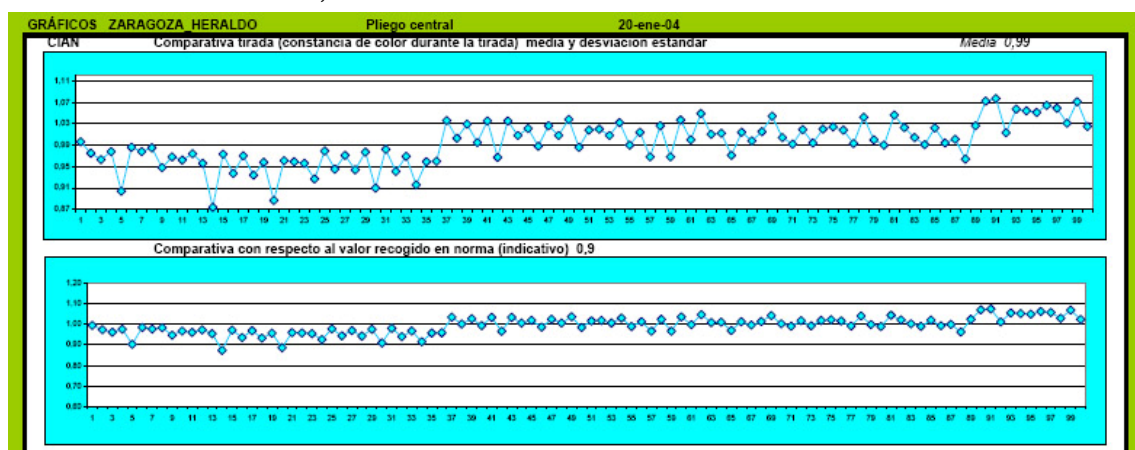 GRÁFICOS ZARAGOZA_HERALDO Pliego central 20-ene-04
CIAN Comparativa tirada (constancia de color durante la tirada) media y desviación estándar Media 0,99
1,11
1,07
1,03
0,99
0,95
0,91
0,87
1 3 5 7 9 11 13 15 17 19 21 23 25 27 29 31 33 35 37 39 41 43 45 47 49 51 53 55 57 59 61 63 65 67 69 71 73 75 77 79 81 83 85 87 89 91 93 95 97 99
Comparativa con respecto al valor recogido en norma (indicativo) 0,9
1,20
1,10
1,00
0,90
0,80
0,70
0,60
1 3 5 7 9 11 13 15 17 19 21 23 25 27 29 31 33 35 37 39 41 43 45 47 49 51 53 55 57 59 61 63 65 67 69 71 73 75 77 79 81 83 85 87 89 91 93 95 97 99